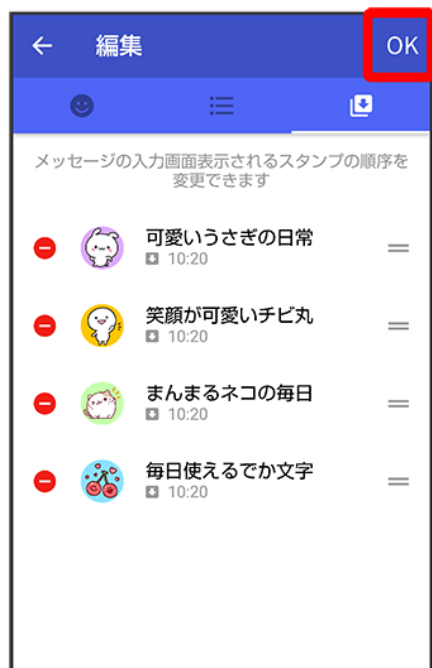 編集
OK
メッセージの入力画面表示されるスタンプの順序を
変更できます
可愛いうさぎの日常
10:20
笑顔が可愛いチビ丸
10:20
まんまるネコの毎日
10:20
毎日使えるでか文字
10:20